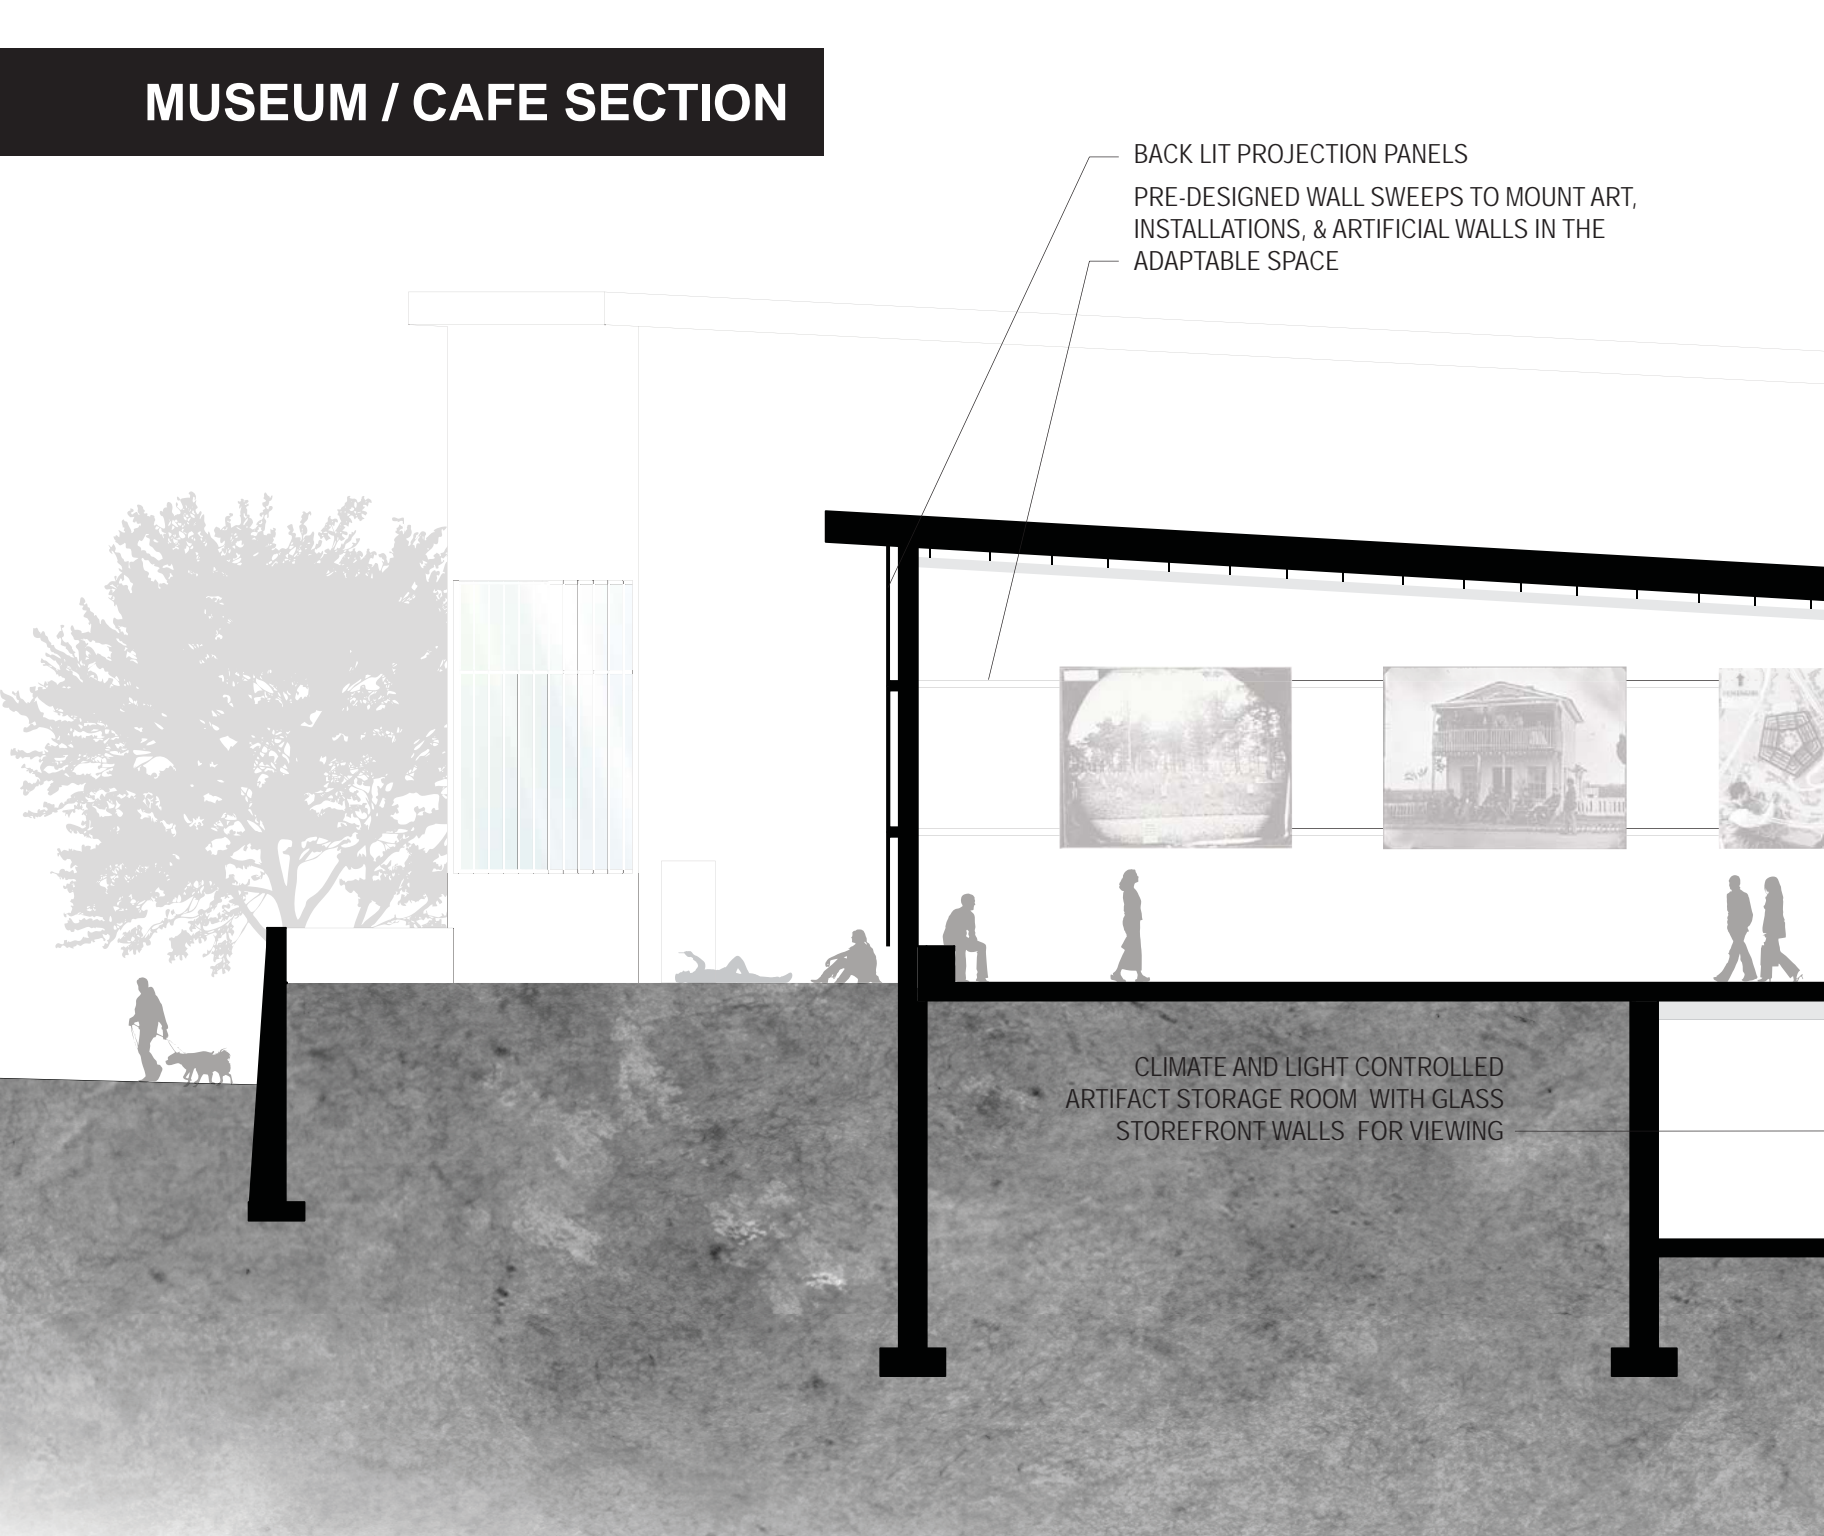 MUSEUM / CAFE SECTION
BACK LIT PROJECTION PANELS
PRE-DESIGNED WALL SWEEPS TO MOUNT ART,
INSTALLATIONS, & ARTIFICIAL WALLS IN THE
ADAPTABLE SPACE
CLIMATE AND LIGHT CONTROLLED
ARTIFACT STORAGE ROOM WITH GLASS
STOREFRONT WALLS FOR VIEWING